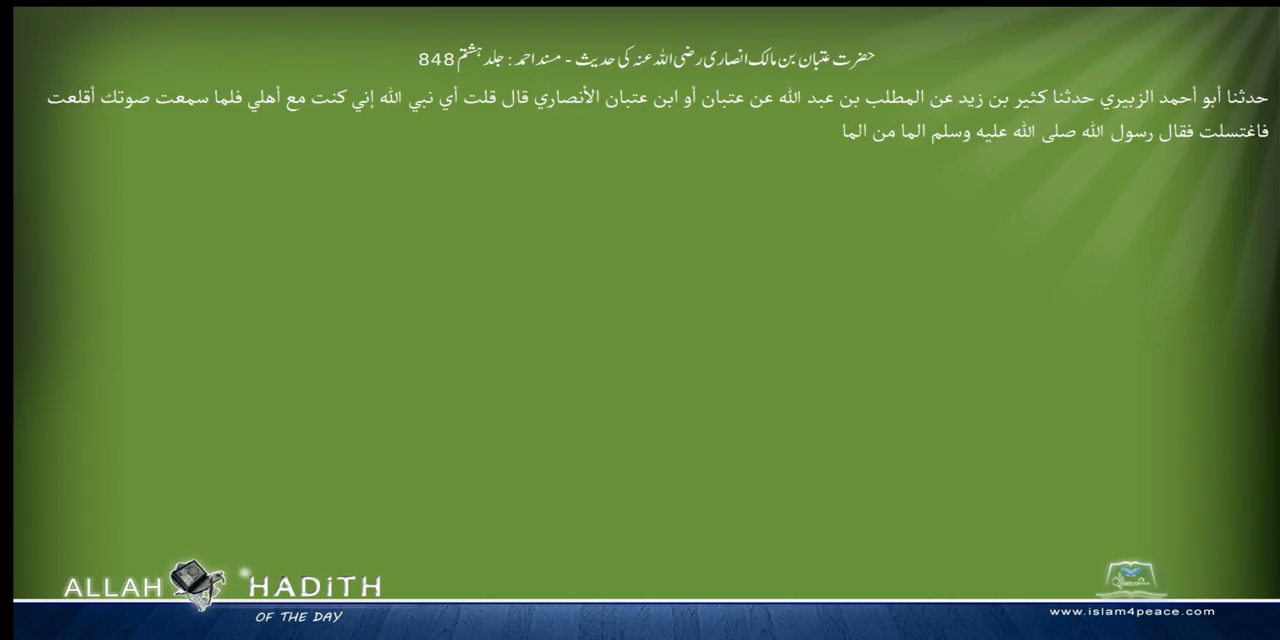 حضرت عتبان بن مالک انصاری رضی اللہ عنہ کی حدیث - مسند احمد : جلد ہشتم 848
حدثنا أبو أحمد الزبيري حدثنا كثير بن زيد عن المطلب بن عبد الله عن عتبان أو ابن عتبان الأنصاري قال قلت أي نبي الله إني كنت مع أهلي فلما سمعت صوتك أقلعت
فاغتسلت فقال رسول الله صلى الله عليه وسلم الما من الما
ALLAH HADITH
OF THE DAY
www.islam4peace.com